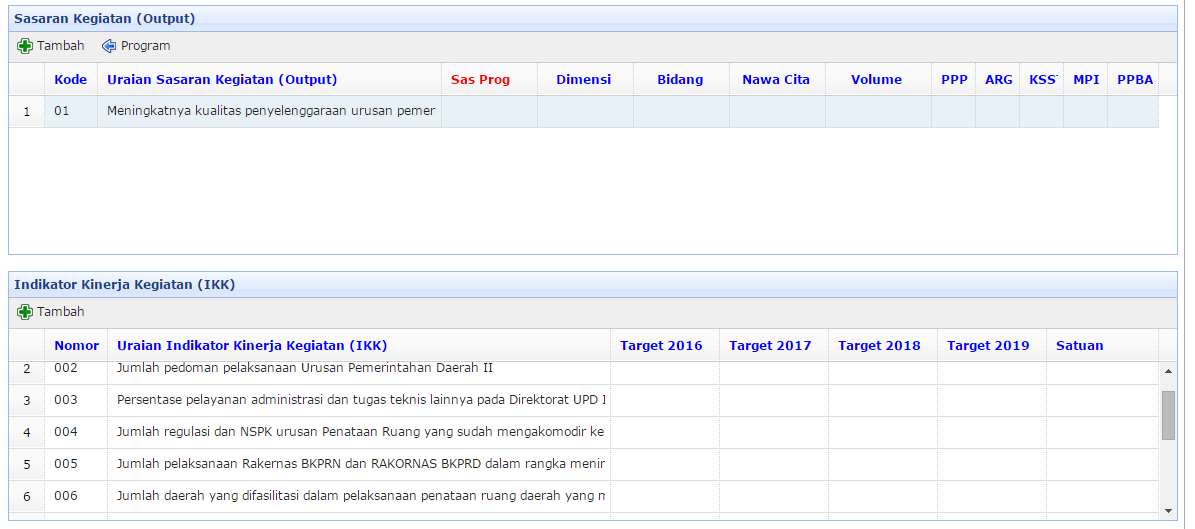 Sasaran Kegiatan (Output)
Tambah Program
Kode Uraian Sasaran Kegiatan (Output) Sas Prog Dimensi Bidang Nawa Cita Volume PPP ARG KSST MPI PPBA
1 01 Meningkatnya kualitas penyelenggaraan urusan pemer
Indikator Kinerja Kegiatan (IKK)
Tambah
Nomor Uraian Indikator Kinerja Kegiatan (IKK) Target 2016 Target 2017 Target 2018 Target 2019 Satuan
2 002 Jumlah pedoman pelaksanaan Urusan Pemerintahan Daerah II
3 003 Persentase pelayanan administrasi dan tugas teknis lainnya pada Direktorat UPD I
4 004 Jumlah regulasi dan NSPK urusan Penataan Ruang yang sudah mengakomodir ke
5 005 Jumlah pelaksanaan Rakernas BKPRN dan RAKORNAS BKPRD dalam rangka menin
6 006 Jumlah daerah yang difasilitasi dalam pelaksanaan penataan ruang daerah yang m